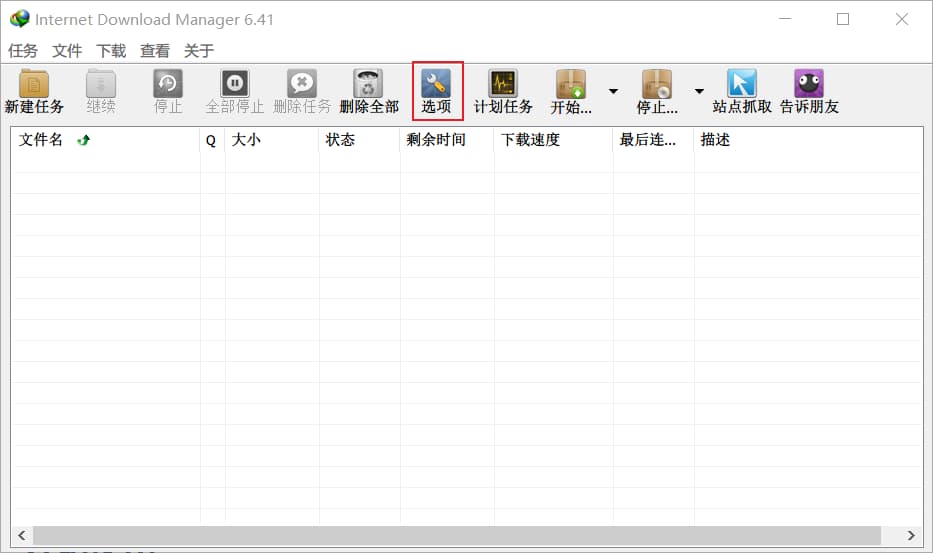 Internet Download Manager 6.41
任务 文件 下载 查看 关于
新建任务 继续 停止 全部停止 删除任务 删除全部 选项 计划任务 开始... 停止... 站点抓取 告诉朋友
文件名 Q 大小 状态 剩余时间 下载速度 最后连... 描述